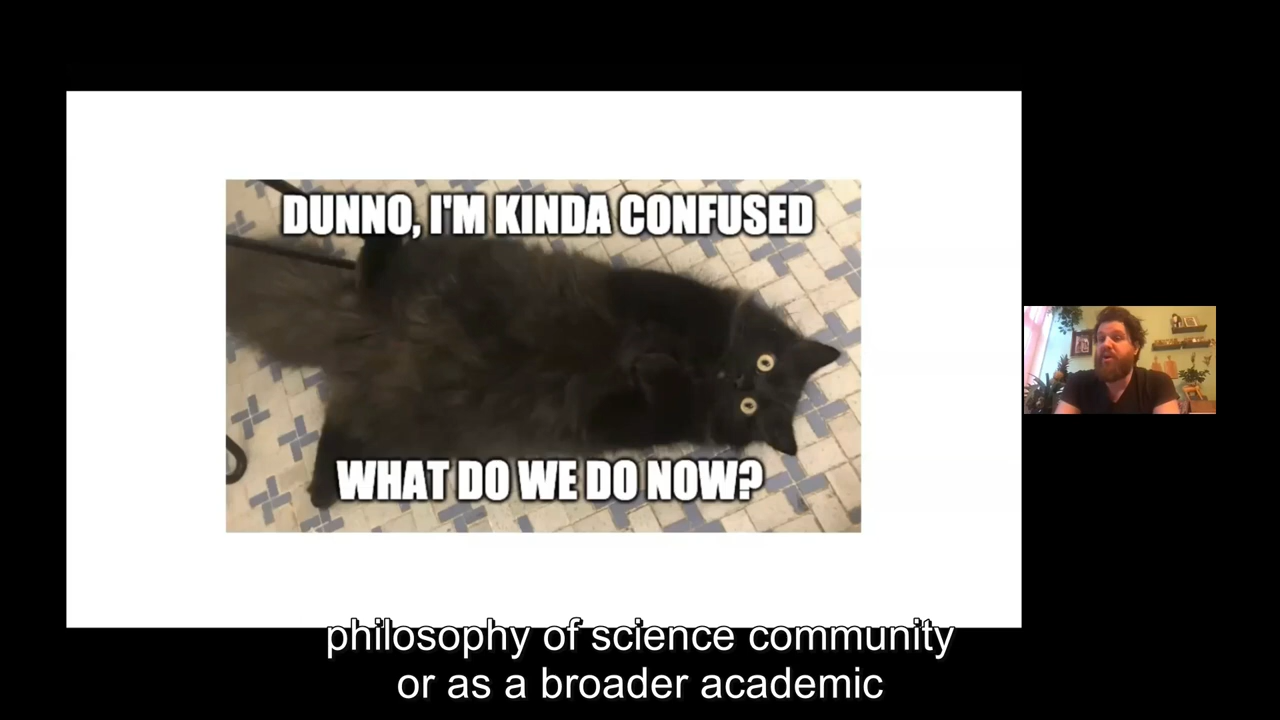 DUNNO, I'M KINDA CONFUSED
WHAT DO WE DO NOW?
philosophy of science community
or as a broader academic